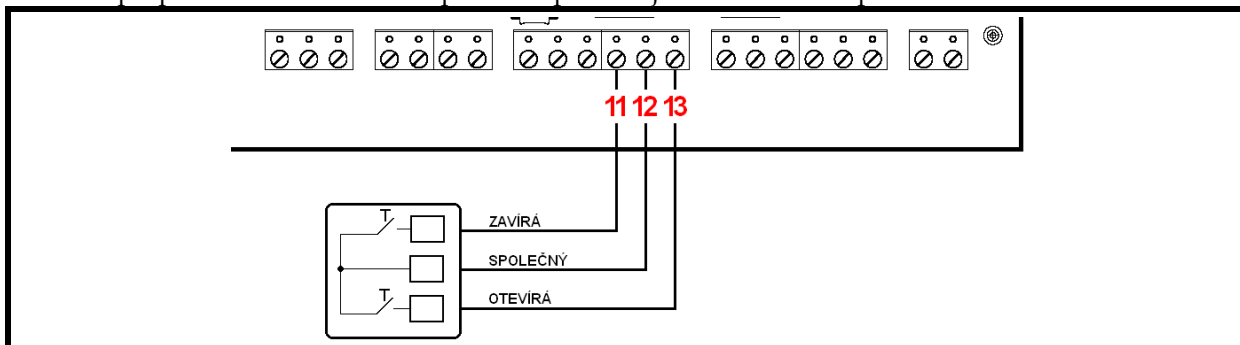 11 12 13
T
ZAVÍRÁ
SPOLEČNÝ
T
OTEVÍRÁ